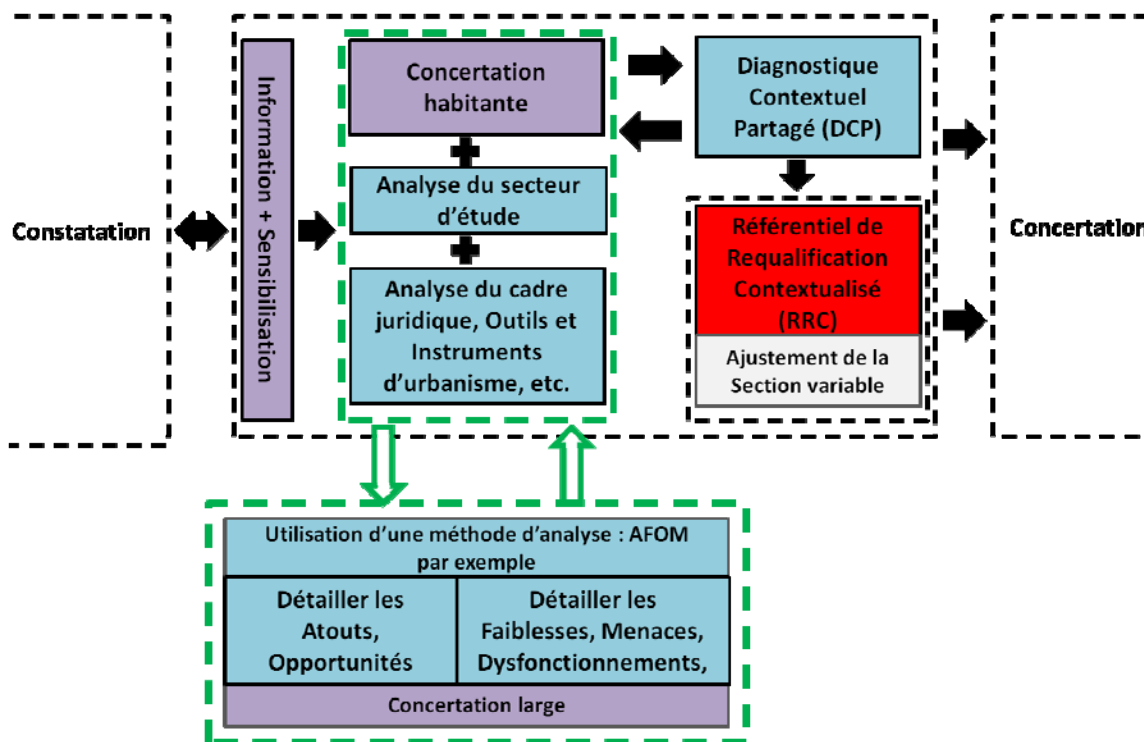 Constatation
Information + Sensibilisation
Concertation
habitante
Analyse du secteur
d'étude
Analyse du cadre
juridique, Outils et
Instruments
d'urbanisme, etc.
Diagnostique
Contextuel
Partagé (DCP)
Référentiel de
Requalification
Contextualisé
(RRC)
Ajustement de la
Section variable
Concertation
Utilisation d'une méthode d'analyse : AFOM
par exemple
Détailler les
Atouts,
Opportunités
Détailler les
Faiblesses, Menaces,
Dysfonctionnements,
Concertation large